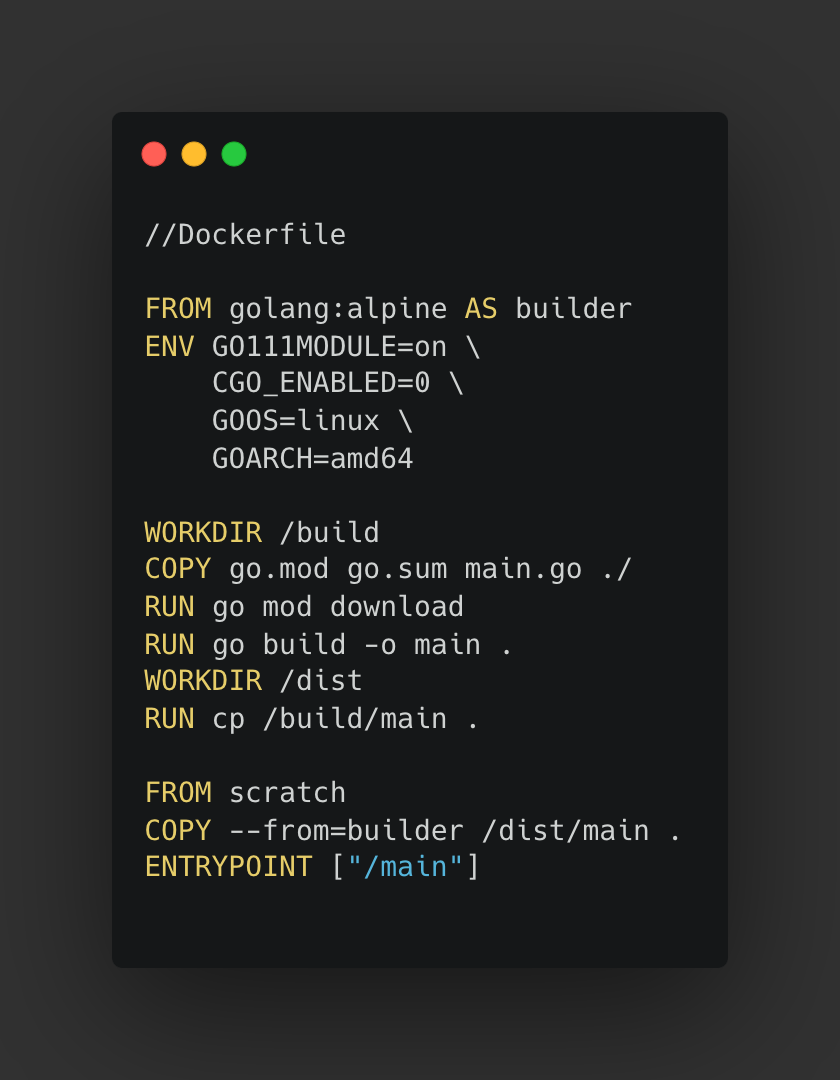 //Dockerfile
FROM golang:alpine AS builder
ENV GO111MODULE=on \
CGO_ENABLED=0 \
GOOS=linux \
GOARCH=amd64
WORKDIR /build
COPY go.mod go.sum main.go ./
RUN go mod download
RUN go build -o main .
WORKDIR /dist
RUN cp /build/main .
FROM scratch
COPY --from=builder /dist/main .
ENTRYPOINT ["/main"]